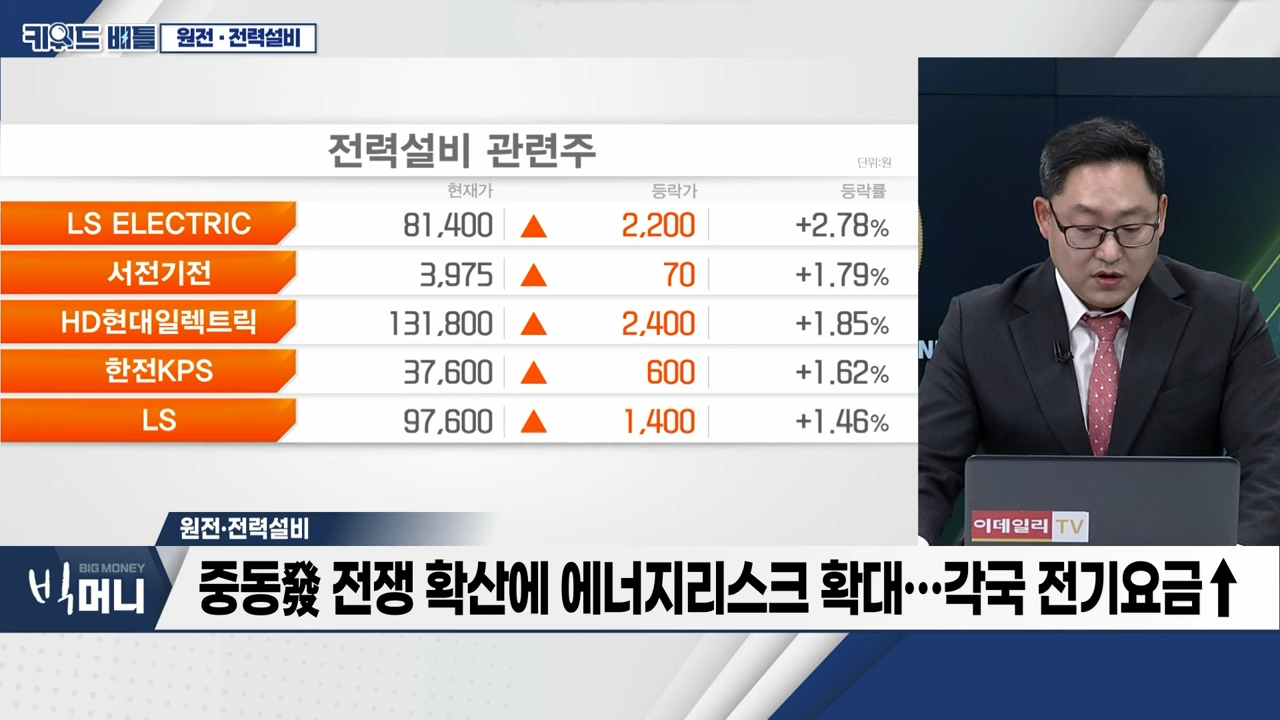 키워드 배틀 원전·전력설비
전력설비 관련주
단위:원
현재가 등락가 등락률
LS ELECTRIC 81,400 ▲ 2,200 +2.78%
서전기전 3,975 ▲ 70 +1.79%
HD현대일렉트릭 131,800 ▲ 2,400 +1.85%
한전KPS 37,600 ▲ 600 +1.62%
LS 97,600 ▲ 1,400 +1.46%
이데일리TV
원전·전력설비
BIG MONEY
빅머니
중동發 전쟁 확산에 에너지리스크 확대…각국 전기요금↑